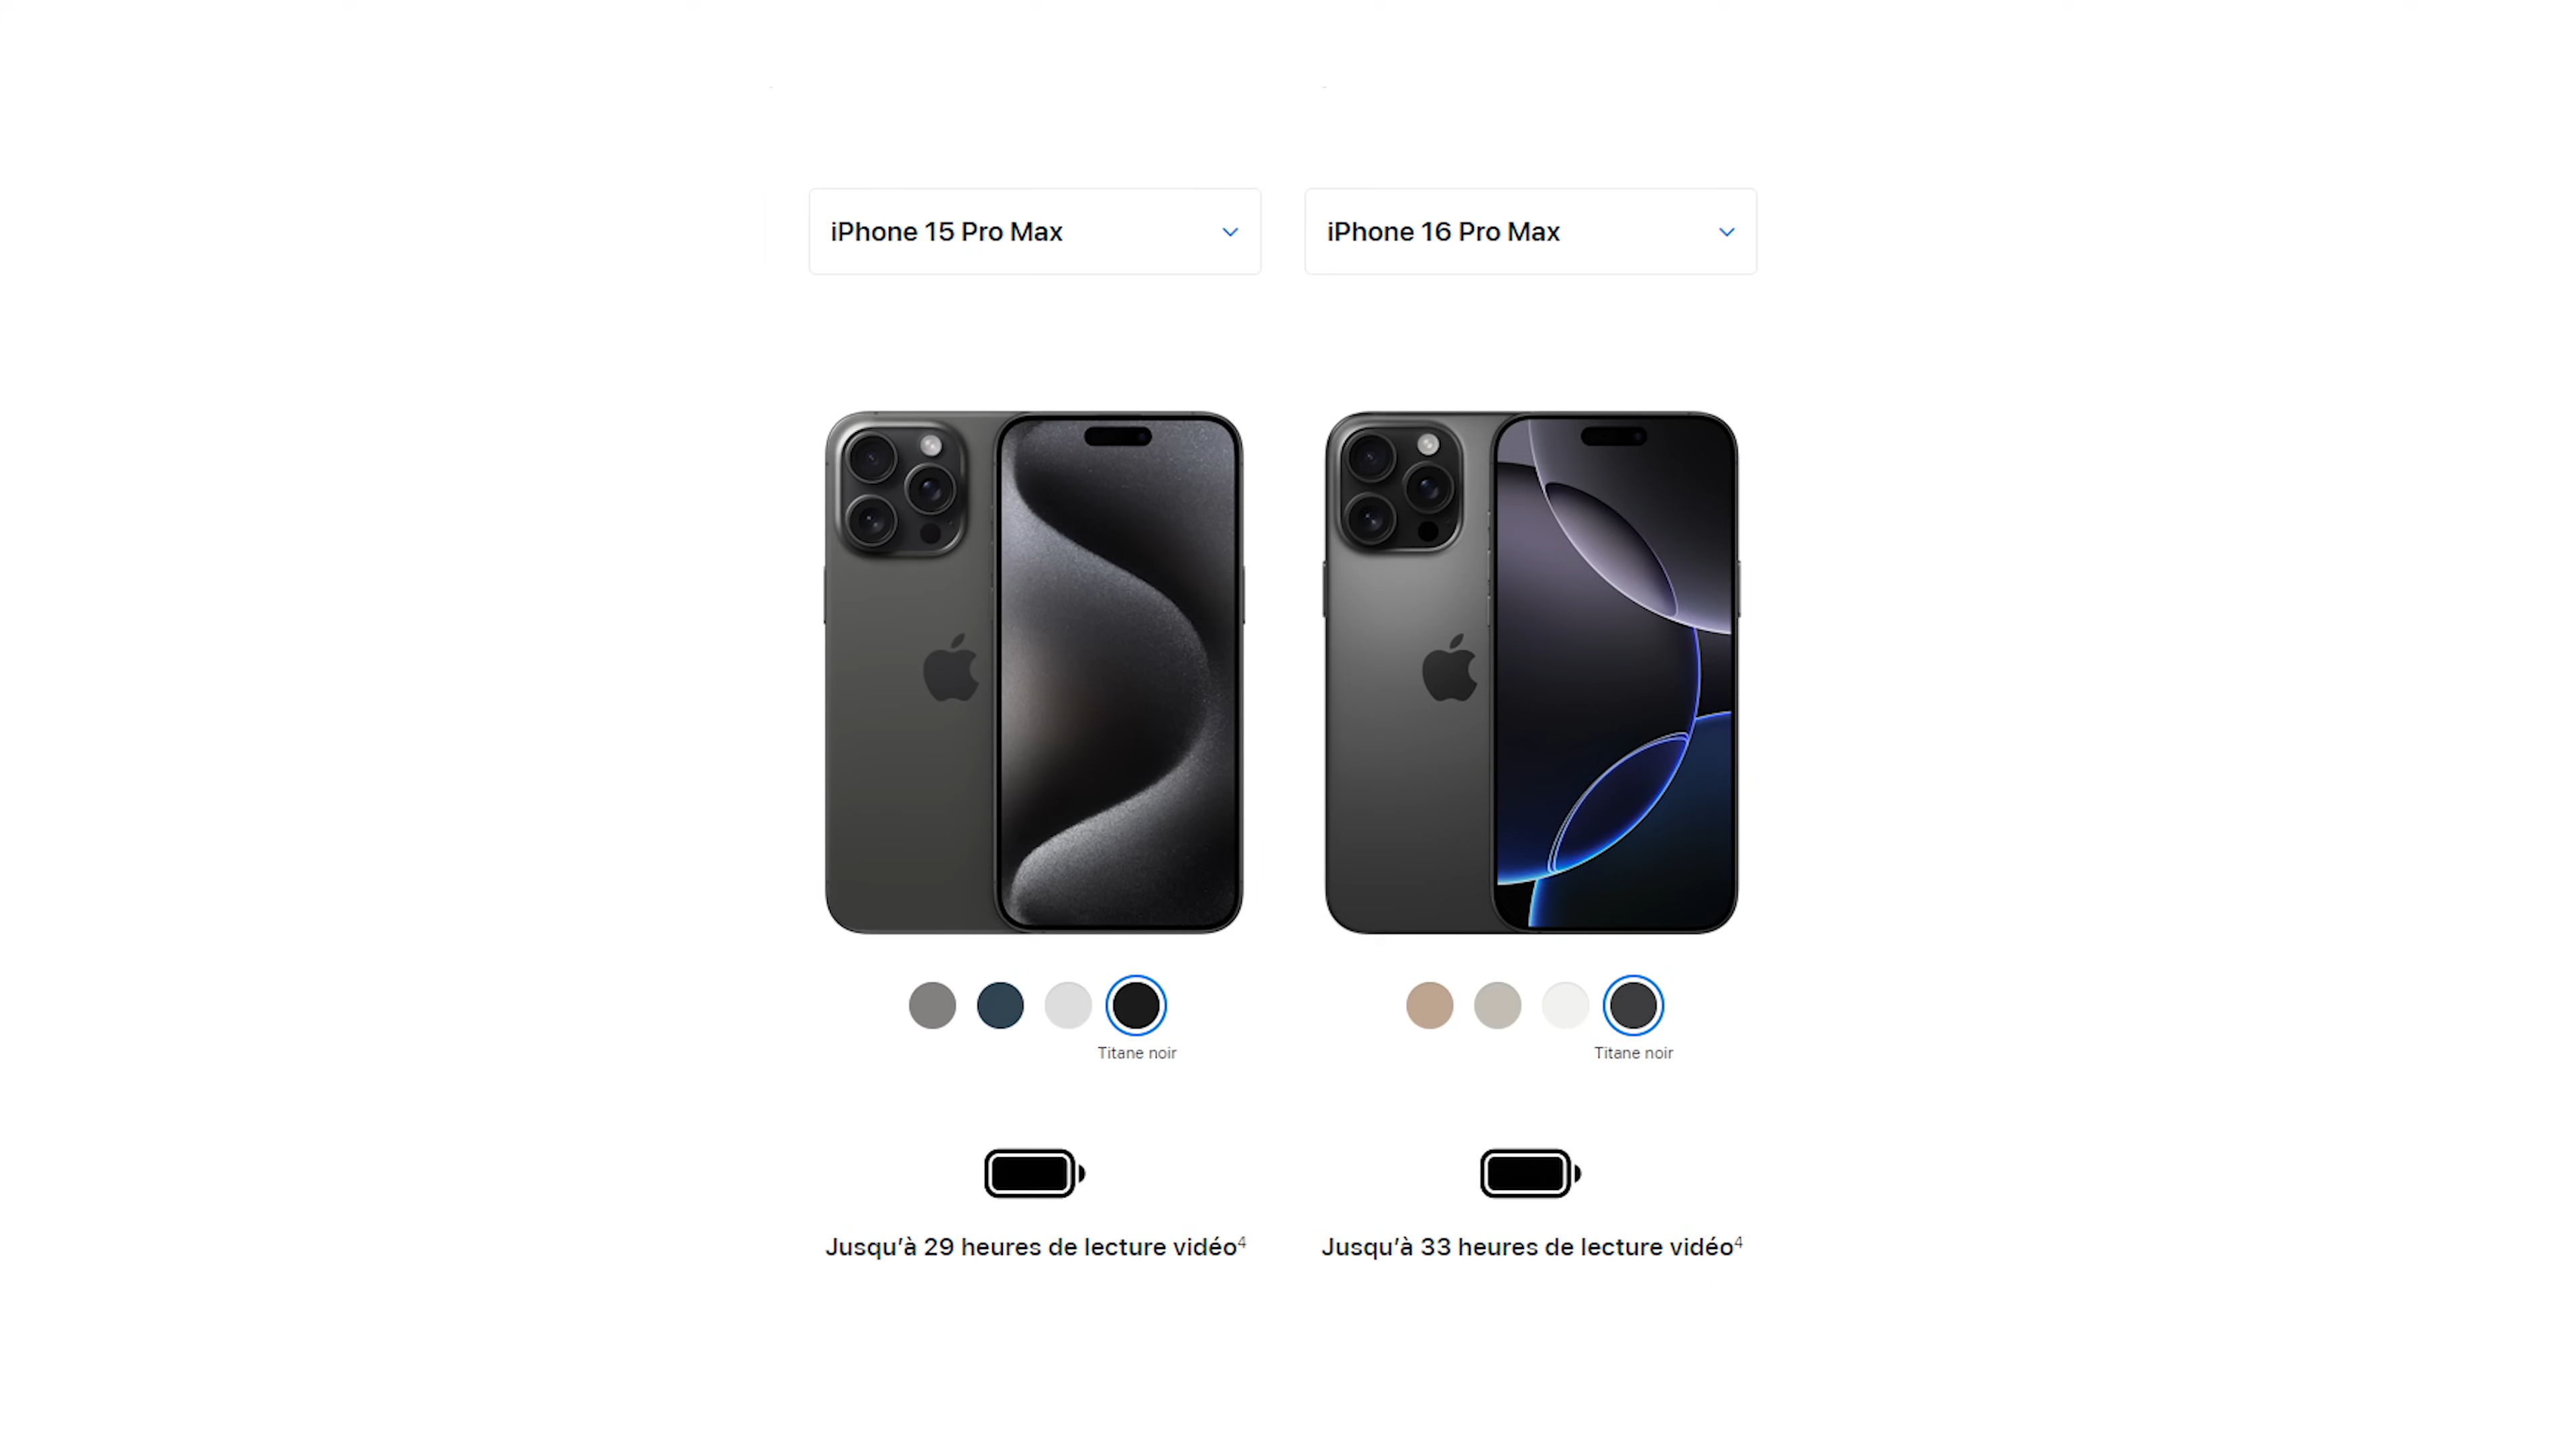 iPhone 15 Pro Max
iPhone 16 Pro Max
Titane noir
Titane noir
Jusqu’à 29 heures de lecture vidéo⁴
Jusqu’à 33 heures de lecture vidéo⁴